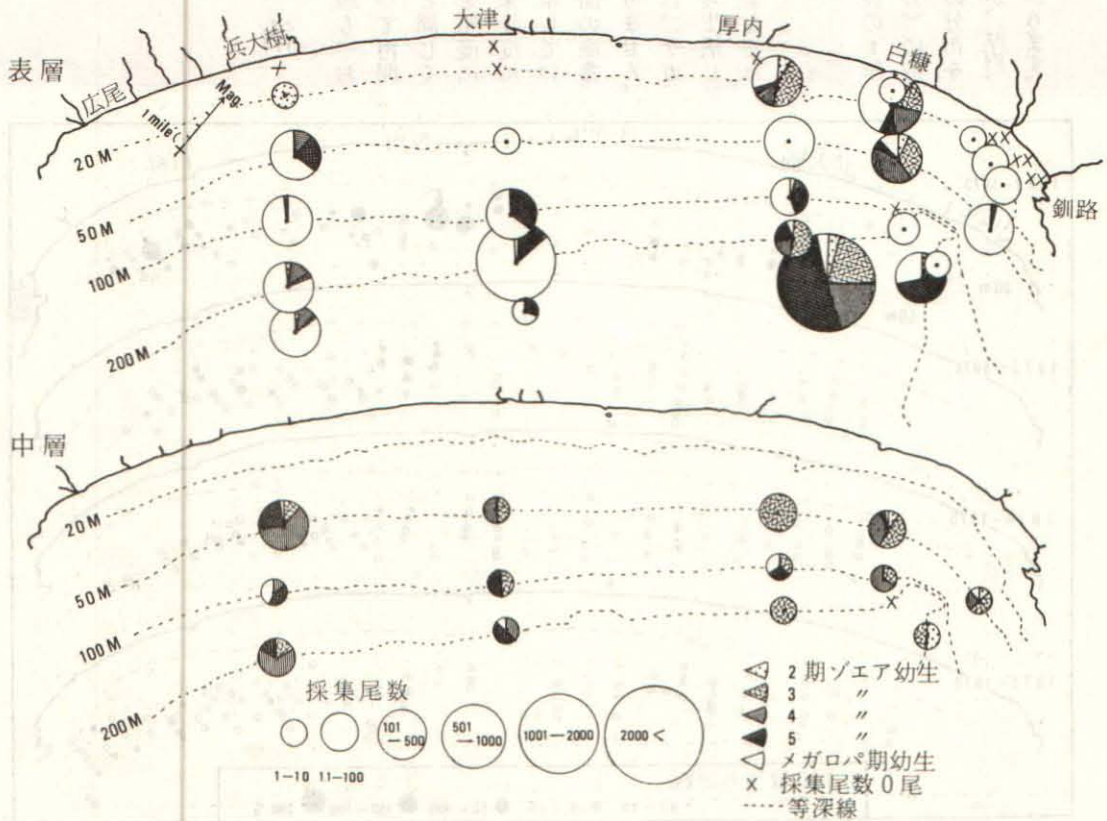 表層
広尾
浜大樹
大津
厚内
白糠
釧路
Mag.
1 mile
20 M
50 M
100 M
200 M
中層
20 M
50 M
100 M
200 M
採集尾数
1—10
11—100
101—500
501—1000
1001—2000
2000 <
2 期ゾエア幼生
3 〃
4 〃
5 〃
メガロパ期幼生
x 採集尾数 0 尾
等深線